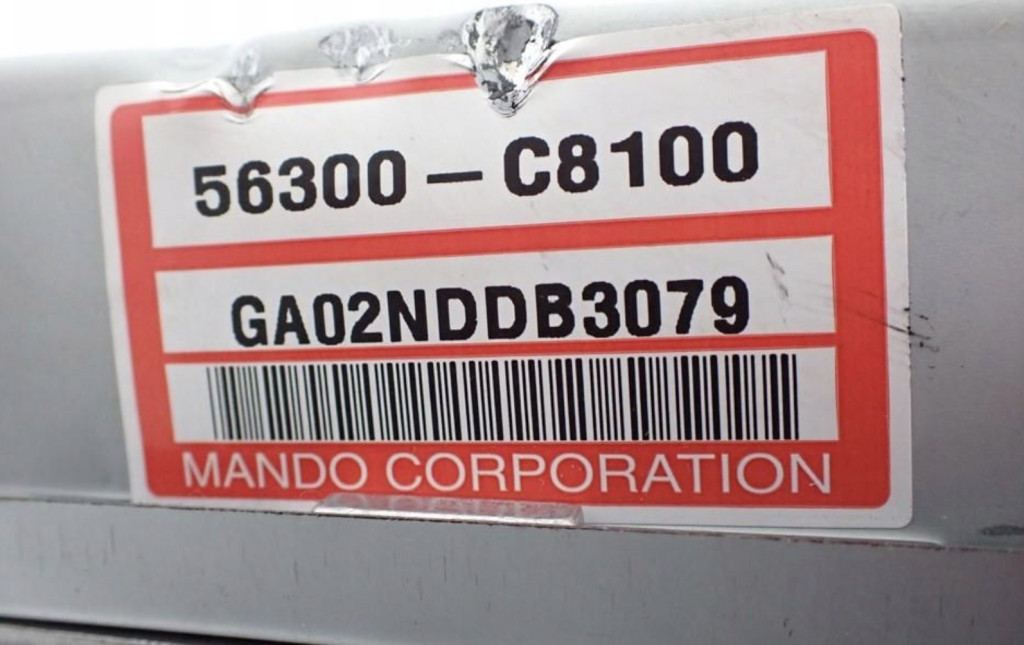 56300-C8100
GA02NDDB3079
MANDO CORPORATION